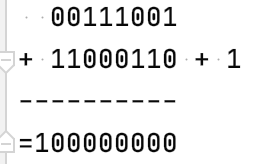 00111001
+ 11000110 + 1
----------
=100000000